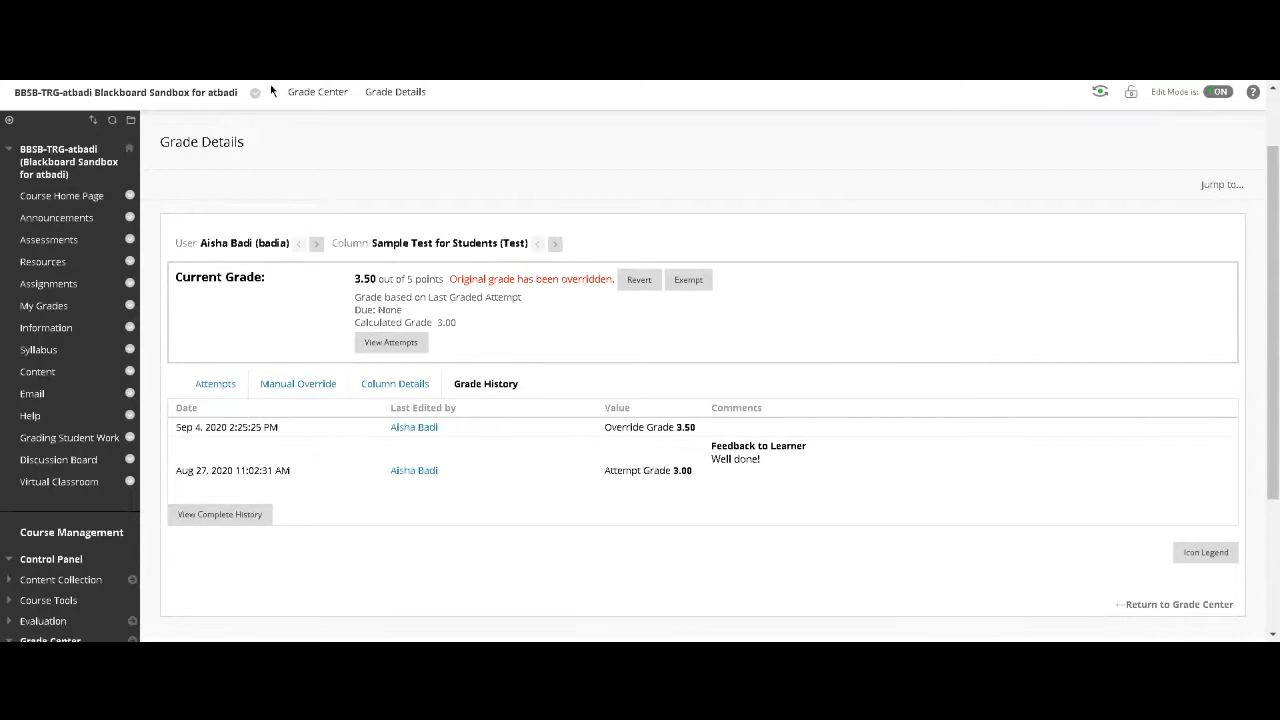 BBSB-TRG-atbadi Blackboard Sandbox for atbadi Grade Center Grade Details Edit Mode is: ON ?
Grade Details
Jump to...
BBSB-TRG-atbadi
(Blackboard Sandbox
for atbadi)
Course Home Page
Announcements
Assessments
Resources
Assignments
My Grades
Information
Syllabus
Content
Email
Help
Grading Student Work
Discussion Board
Virtual Classroom
Course Management
Control Panel
Content Collection
Course Tools
Evaluation
Grade Center
User Aisha Badi (badia) < > Column Sample Test for Students (Test) < >
Current Grade: 3.50 out of 5 points Original grade has been overridden. Revert Exempt
Grade based on Last Graded Attempt
Due: None
Calculated Grade 3.00
View Attempts
Attempts Manual Override Column Details Grade History
Date Last Edited by Value Comments
Sep 4, 2020 2:25:25 PM Aisha Badi Override Grade 3.50
Feedback to Learner
Well done!
Aug 27, 2020 11:02:31 AM Aisha Badi Attempt Grade 3.00
View Complete History
Icon Legend
←Return to Grade Center